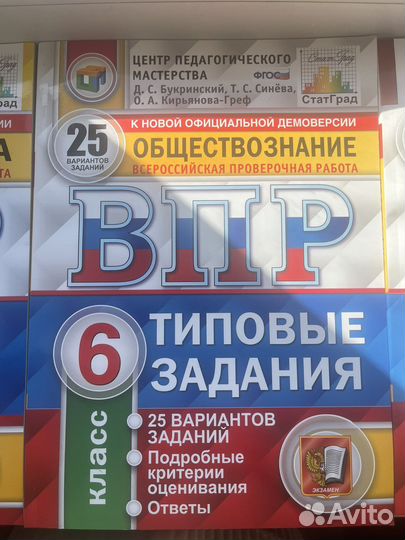 ЦЕНТР ПЕДАГОГИЧЕСКОГО
МАСТЕРСТВА
ФГОС
Д. С. Букринский, Т. С. Синёва,
О. А. Кирьянова-Греф
СтатГрад
тГрад
К НОВОЙ ОФИЦИАЛЬНОЙ ДЕМОВЕРСИИ
25
ВАРИАНТОВ
ЗАДАНИЙ
ОБЩЕСТВОЗНАНИЕ
ВСЕРОССИЙСКАЯ ПРОВЕРОЧНАЯ РАБОТА
ВПР
6
КЛАСС
ТИПОВЫЕ
ЗАДАНИЯ
• 25 ВАРИАНТОВ
ЗАДАНИЙ
• Подробные
критерии
оценивания
• Ответы
ЭКЗАМЕН
Avito